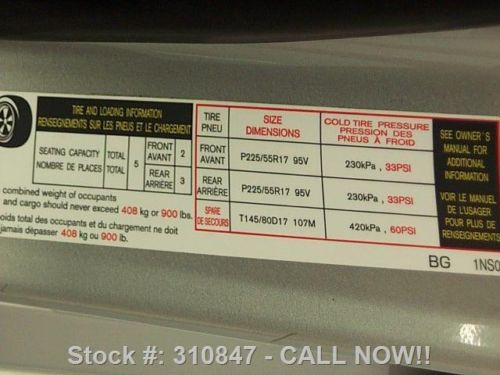 TIRE AND LOADING INFORMATION
RENSEIGNEMENTS SUR LES PNEUS ET LE CHARGEMENT
SEATING CAPACITY TOTAL 5 FRONT AVANT 2
NOMBRE DE PLACES TOTAL REAR ARRIÈRE 3
combined weight of occupants
and cargo should never exceed 408 kg or 900 lbs.
oids total des occupants et du chargement ne doit
jamais dépasser 408 kg ou 900 lb.
TIRE PNEU
SIZE
DIMENSIONS
COLD TIRE PRESSURE
PRESSION DES
PNEUS À FROID
FRONT AVANT P225/55R17 95V 230kPa , 33PSI
REAR ARRIÈRE P225/55R17 95V 230kPa , 33PSI
SPARE DE SECOURS T145/80D17 107M 420kPa , 60PSI
SEE OWNER'S
MANUAL FOR
ADDITIONAL
INFORMATION
VOIR LE MANUEL
DE L'USAGER
POUR PLUS DE
RENSEIGNEMENTS
BG 1NS0
Stock #: 310847 - CALL NOW!!